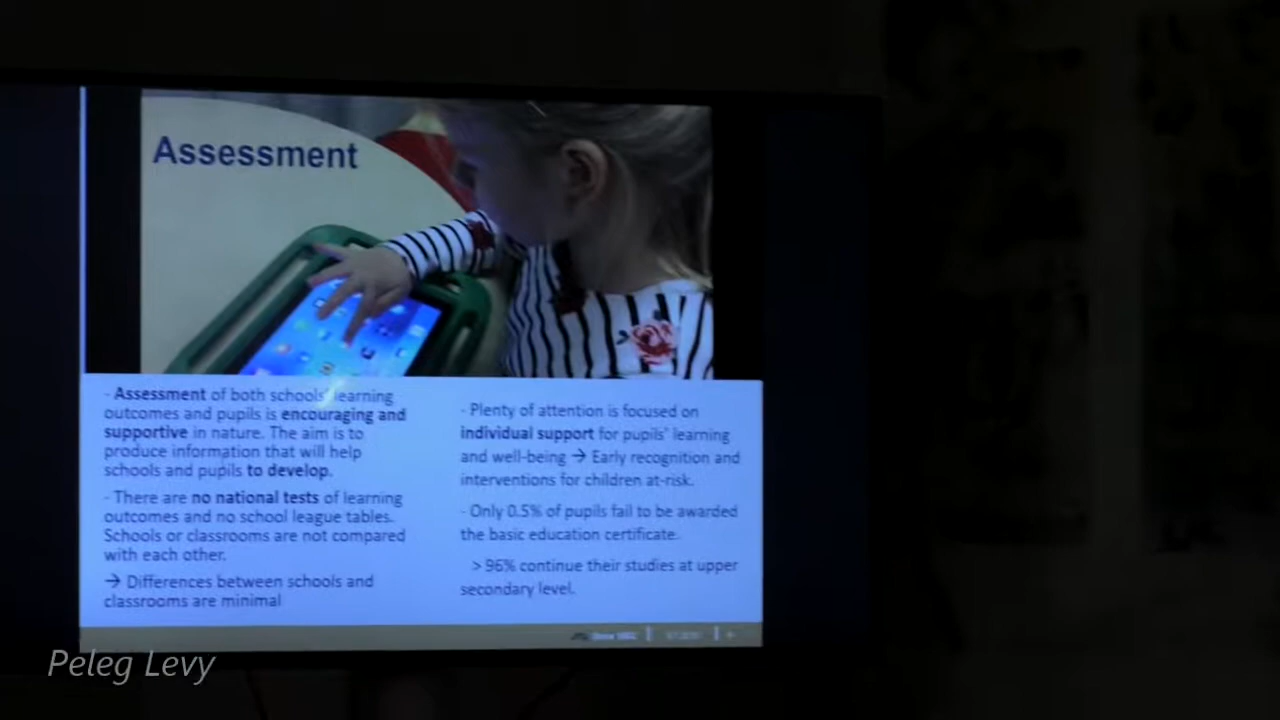 Assessment
- Assessment of both schools' learning
outcomes and pupils is encouraging and
supportive in nature. The aim is to
produce information that will help
schools and pupils to develop.
- There are no national tests of learning
outcomes and no school league tables.
Schools or classrooms are not compared
with each other.
→ Differences between schools and
classrooms are minimal
- Plenty of attention is focused on
individual support for pupils' learning
and well-being → Early recognition and
interventions for children at-risk.
- Only 0.5% of pupils fail to be awarded
the basic education certificate.
> 96% continue their studies at upper
secondary level.
Peleg Levy